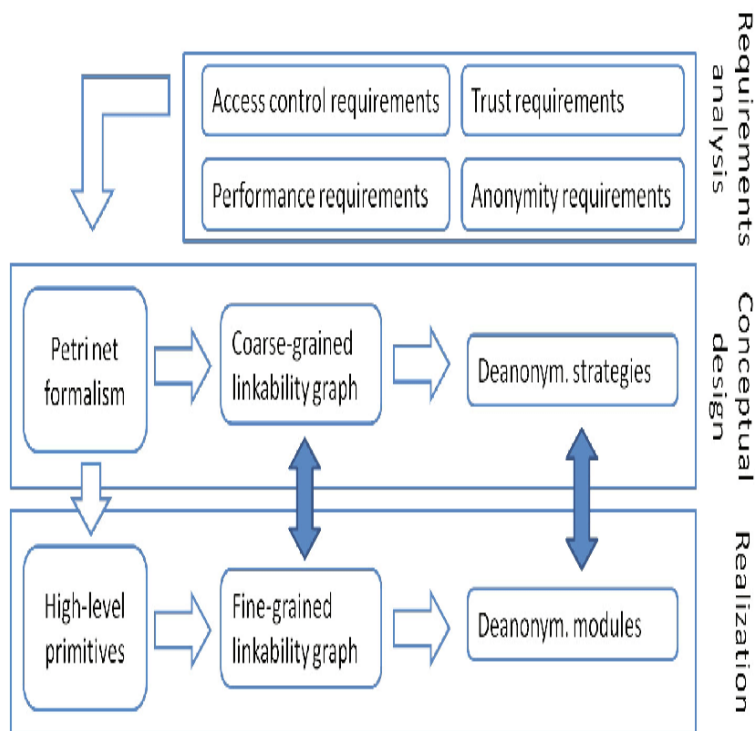 Requirements
analysis
Access control requirements
Trust requirements
Performance requirements
Anonymity requirements
Conceptual
design
Petri net
formalism
Coarse-grained
linkability graph
Deanonym. strategies
Realization
High-level
primitives
Fine-grained
linkability graph
Deanonym. modules